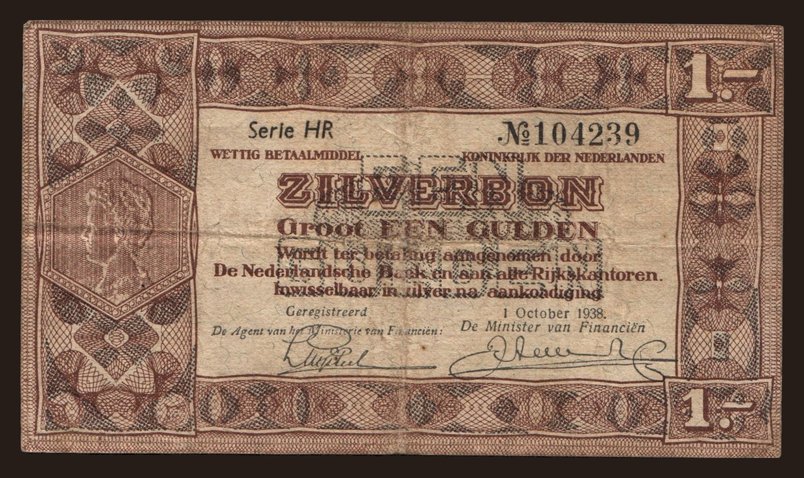 1.-
Serie HR
№104239
WETTIG BETAALMIDDEL
KONINKRIJK DER NEDERLANDEN
ZILVERBON
Groot EEN GULDEN
Wordt ter betaling aangenomen door
De Nederlandsche Bank en aan alle Rijkskantoren.
Inwisselbaar in zilver na aankondiging
Geregistreerd
1 October 1938.
De Agent van het Ministerie van Financiën:
De Minister van Financiën
1.-